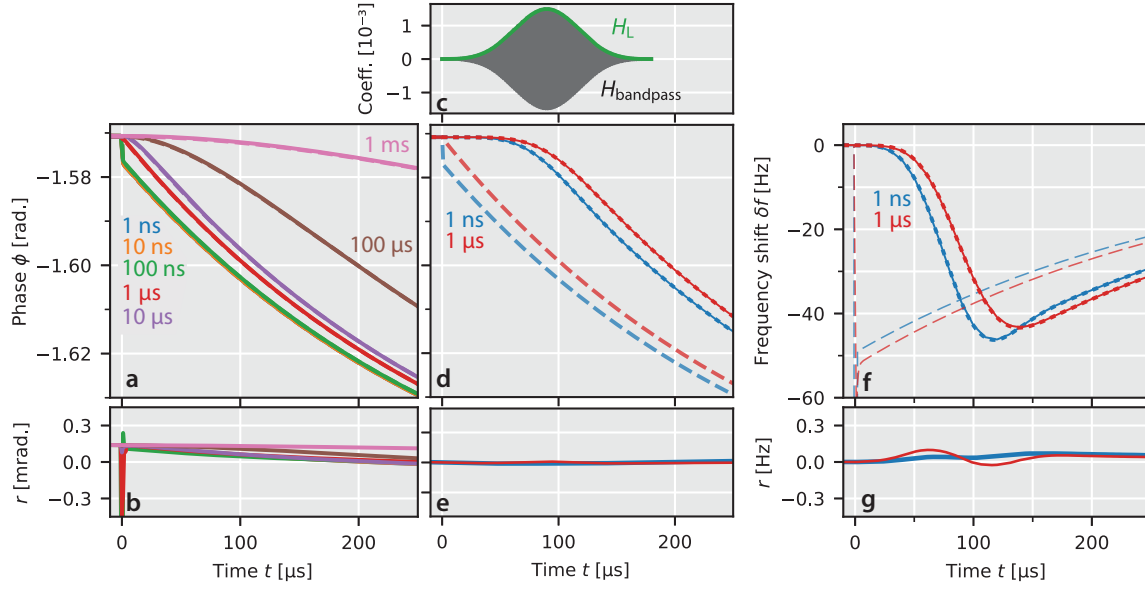 Coeff. [10⁻³]
1
0
−1
H_L
H_bandpass
c
Phase ϕ [rad.]
−1.58
−1.60
−1.62
1 ms
100 μs
1 ns
10 ns
100 ns
1 μs
10 μs
a
1 ns
1 μs
d
Frequency shift δf [Hz]
0
−20
−40
−60
1 ns
1 μs
f
r [mrad.]
0.3
0.0
−0.3
b
e
r [Hz]
0.3
0.0
−0.3
g
0
100
200
Time t [μs]
0
100
200
Time t [μs]
0
100
200
Time t [μs]